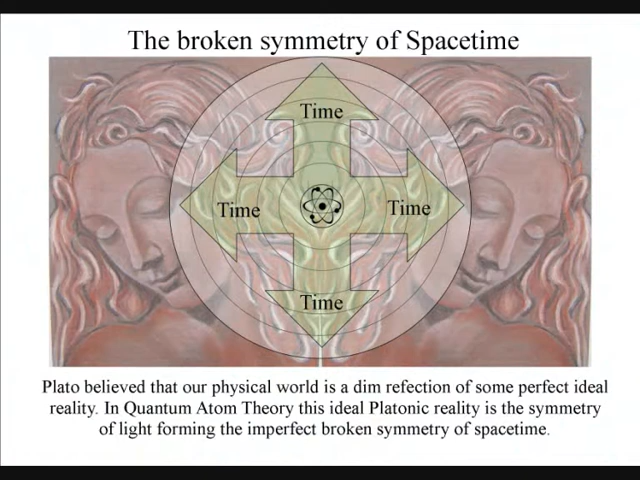 The broken symmetry of Spacetime
Time
Time
Time
Time
Plato believed that our physical world is a dim refection of some perfect ideal
reality. In Quantum Atom Theory this ideal Platonic reality is the symmetry
of light forming the imperfect broken symmetry of spacetime.